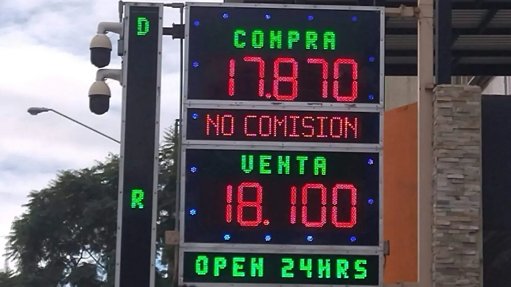 D
R
COMPRA
17.870
NO COMISION
VENTA
18.100
OPEN 24HRS